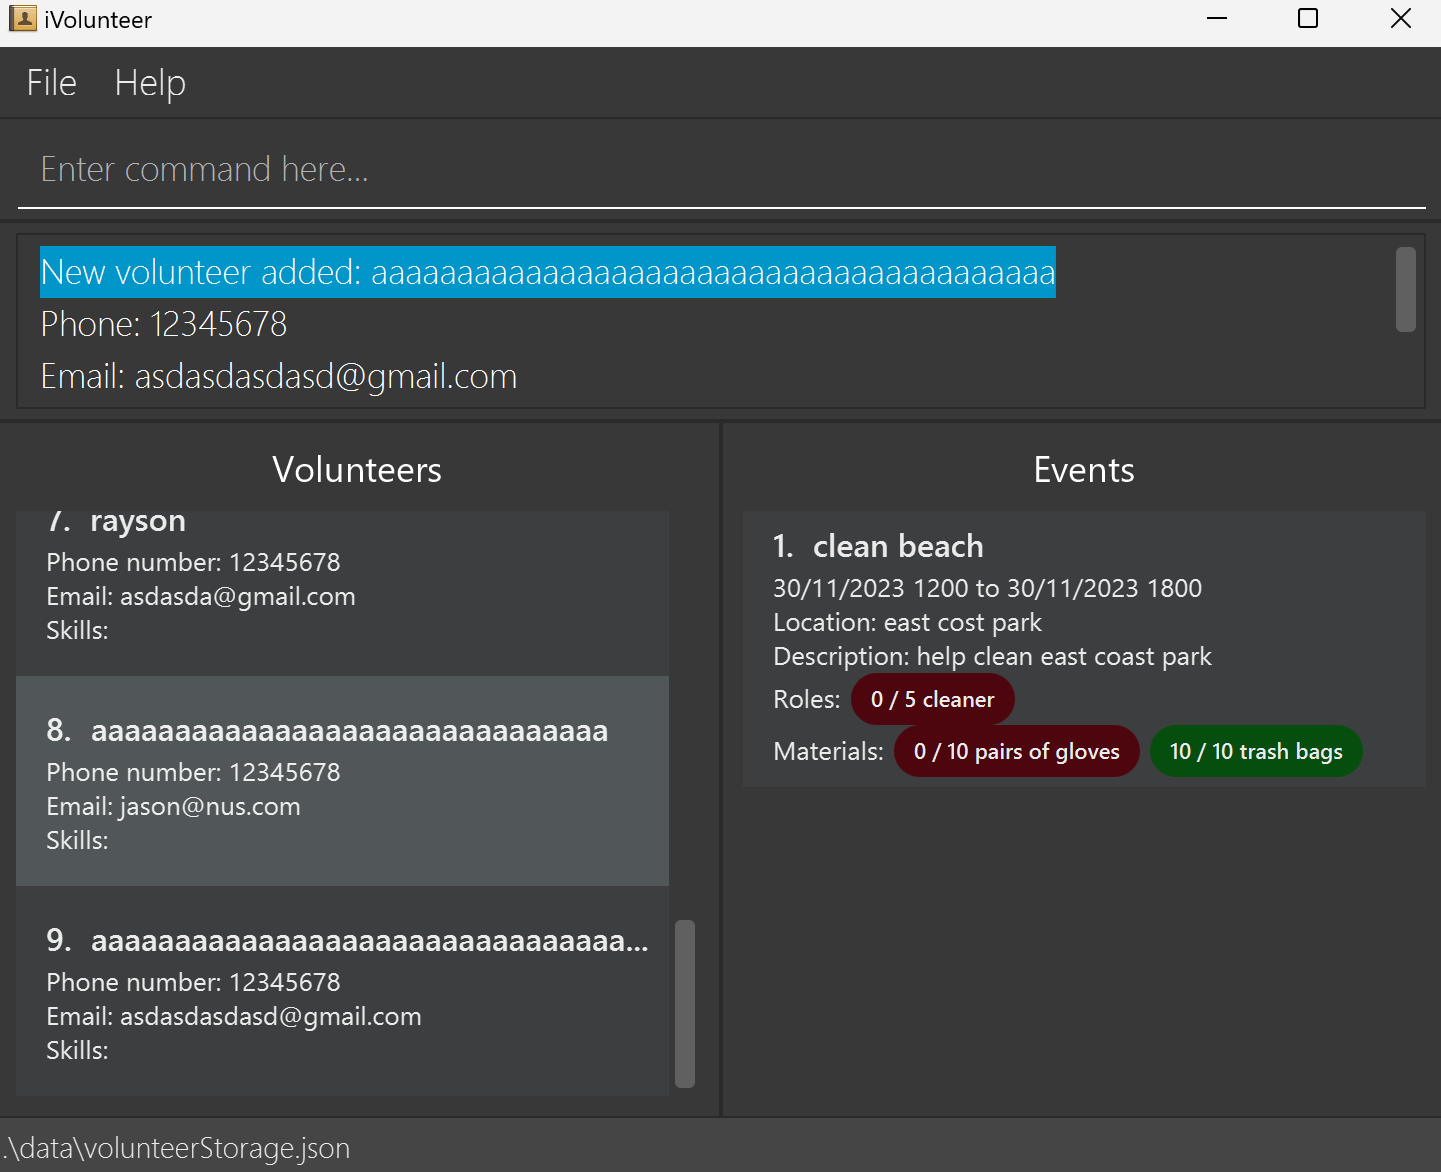 iVolunteer
File Help
Enter command here...
New volunteer added: aaaaaaaaaaaaaaaaaaaaaaaaaaaaaaaaaaaaaaaa
Phone: 12345678
Email: asdasdasdasd@gmail.com
Volunteers
7. rayson
Phone number: 12345678
Email: asdasda@gmail.com
Skills:
8. aaaaaaaaaaaaaaaaaaaaaaaaaaaaaaa
Phone number: 12345678
Email: jason@nus.com
Skills:
9. aaaaaaaaaaaaaaaaaaaaaaaaaaaaaaaa...
Phone number: 12345678
Email: asdasdasdasd@gmail.com
Skills:
Events
1. clean beach
30/11/2023 1200 to 30/11/2023 1800
Location: east cost park
Description: help clean east coast park
Roles: 0 / 5 cleaner
Materials: 0 / 10 pairs of gloves 10 / 10 trash bags
.\data\volunteerStorage.json